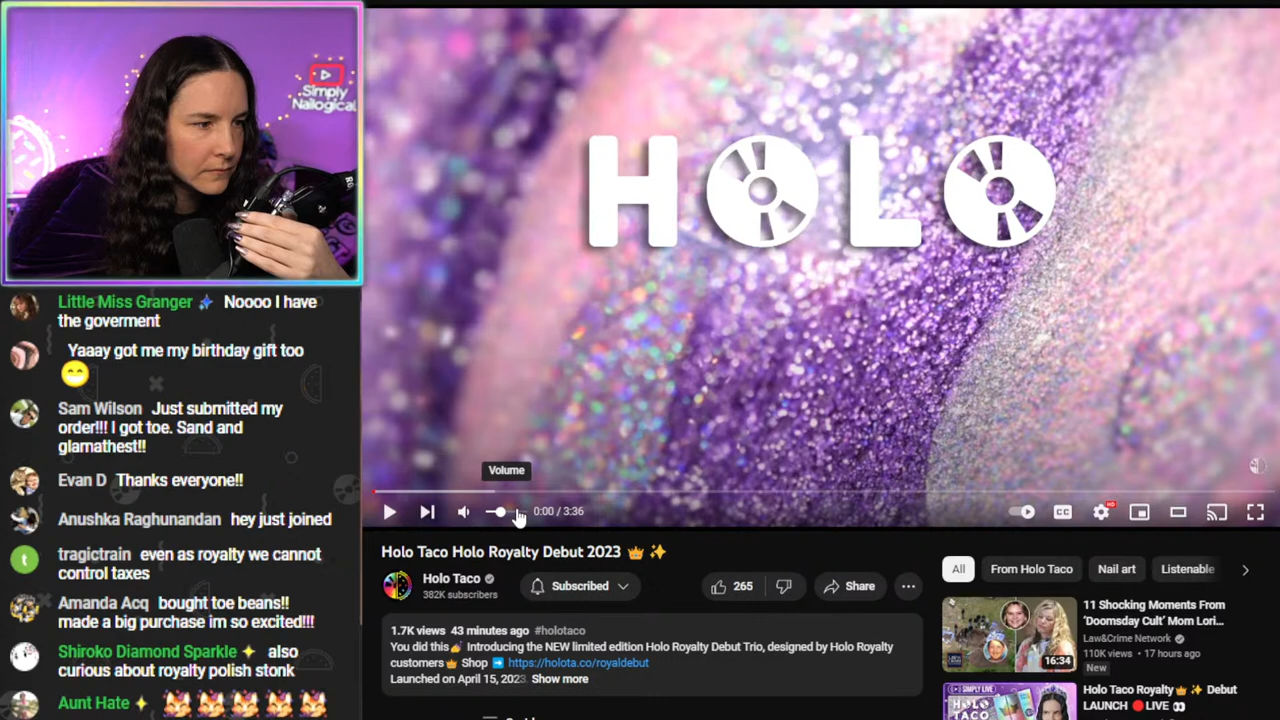 Simply
Nailogical
Little Miss Granger Noooo I have
the goverment
Yaaay got me my birthday gift too
Sam Wilson Just submitted my
order!!! I got toe. Sand and
glamathest!!
Evan D Thanks everyone!!
Anushka Raghunandan hey just joined
t
tragictrain even as royalty we cannot
control taxes
Amanda Acq bought toe beans!!
made a big purchase im so excited!!!
Shiroko Diamond Sparkle also
curious about royalty polish stonk
Aunt Hate
HOLO
Volume
0:00 / 3:36
CC
HD
Holo Taco Holo Royalty Debut 2023 👑✨
Holo Taco
382K subscribers
Subscribed
265
Share
1.7K views 43 minutes ago #holotaco
You did this💅 Introducing the NEW limited edition Holo Royalty Debut Trio, designed by Holo Royalty
customers👑 Shop ➡️ https://holota.co/royaldebut
Launched on April 15, 2023. Show more
All
From Holo Taco
Nail art
Listenable
16:34
11 Shocking Moments From
'Doomsday Cult' Mom Lori...
Law&Crime Network
110K views • 17 hours ago
New
SIMPLY LIVE
HOLO
TACO
Holo Taco Royalty👑✨ Debut
LAUNCH 🔴LIVE 👀